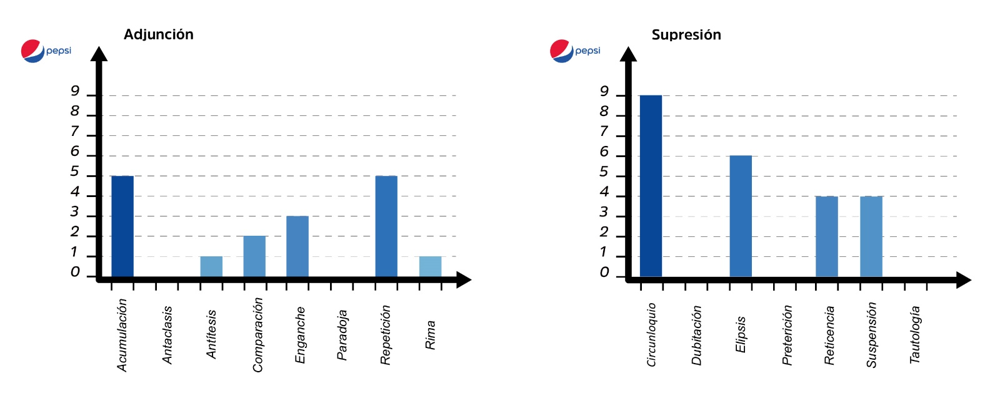 Adjunción
pepsi
9
8
7
6
5
4
3
2
1
0
Acumulación
Antaclasis
Antítesis
Comparación
Enganche
Paradoja
Repetición
Rima
Supresión
pepsi
9
8
7
6
5
4
3
2
1
0
Circunloquio
Dubitación
Elipsis
Preterición
Reticencia
Suspensión
Tautología